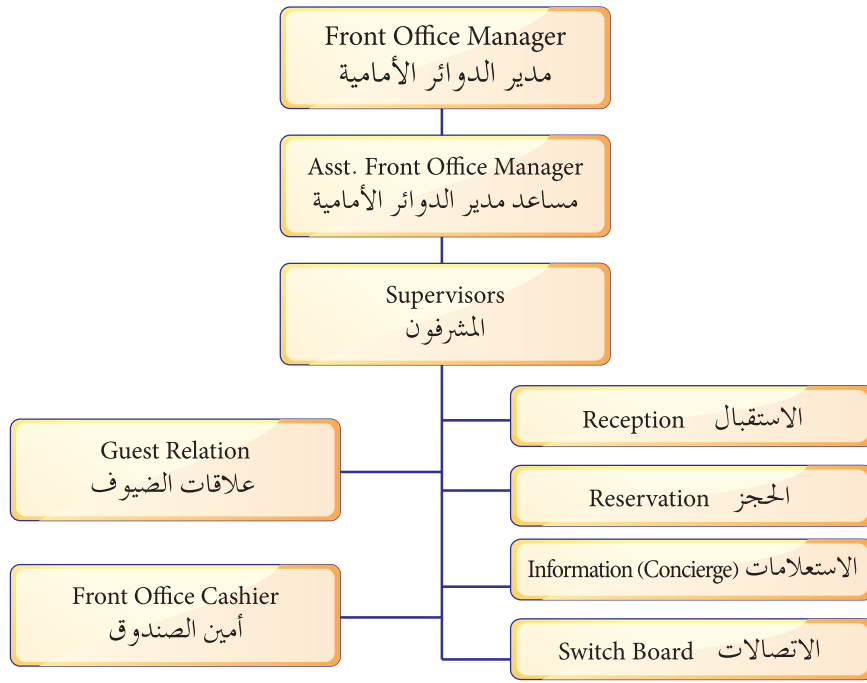 Front Office Manager
مدير الدوائر الأمامية
Asst. Front Office Manager
مساعد مدير الدوائر الأمامية
Supervisors
المشرفون
Guest Relation
علاقات الضيوف
Front Office Cashier
أمين الصندوق
Reception الاستقبال
Reservation الحجز
Information (Concierge) الاستعلامات
Switch Board الاتصالات